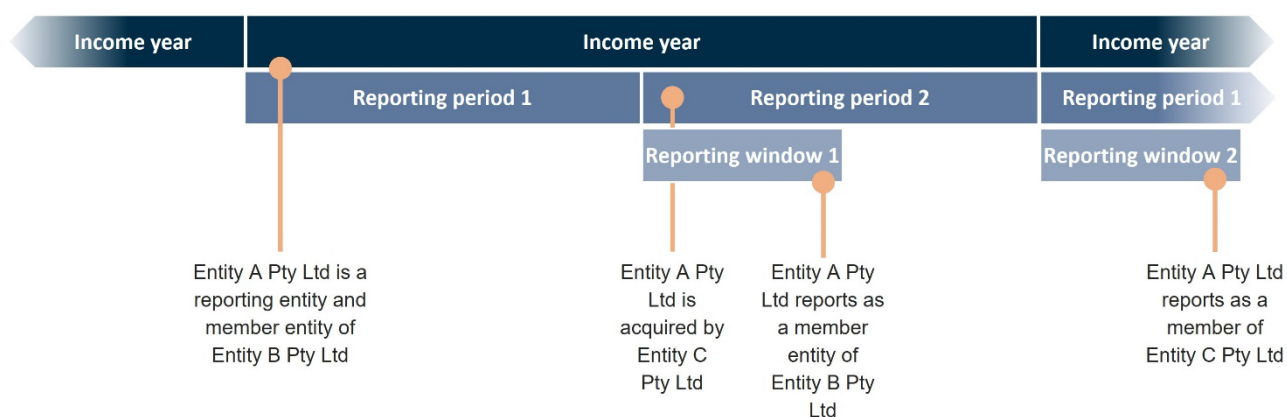 Income year
Income year
Income year
Reporting period 1
Reporting period 2
Reporting period 1
Reporting window 1
Reporting window 2
Entity A Pty Ltd is a
reporting entity and
member entity of
Entity B Pty Ltd
Entity A Pty
Ltd is
acquired by
Entity C
Pty Ltd
Entity A Pty
Ltd reports as
a member
entity of
Entity B Pty
Ltd
Entity A Pty Ltd
reports as a
member of
Entity C Pty Ltd